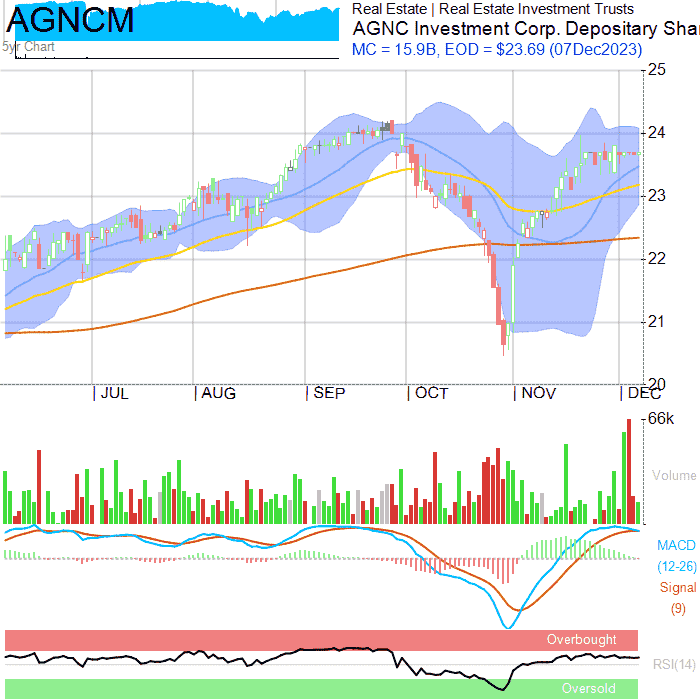 AGNCM
5yr Chart
Real Estate | Real Estate Investment Trusts
AGNC Investment Corp. Depositary Shar
MC = 15.9B, EOD = $23.69 (07Dec2023)
25
24
23
22
21
20
JUL AUG SEP OCT NOV DEC
66k
Volume
MACD
(12-26)
Signal
(9)
Overbought
RSI(14)
Oversold